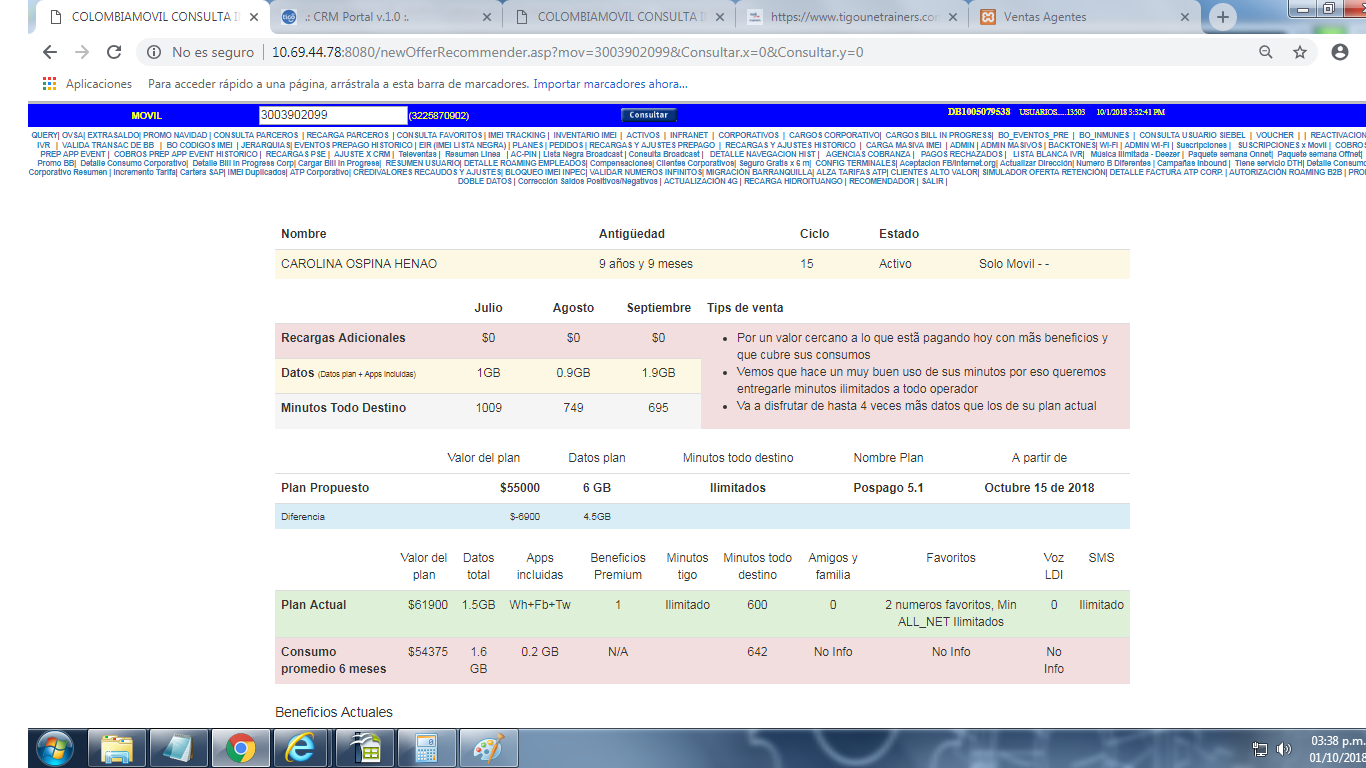 COLOMBIAMOVIL CONSULTA I
.: CRM Portal v.1.0 :.
COLOMBIAMOVIL CONSULTA IN
https://www.tigounetrainers.com
Ventas Agentes
No es seguro | 10.69.44.78:8080/newOfferRecommender.asp?mov=3003902099&Consultar.x=0&Consultar.y=0
Aplicaciones Para acceder rápido a una página, arrástrala a esta barra de marcadores. Importar marcadores ahora...
MOVIL 3003902099 (3225870902) Consultar DB1005079538 USUARIOS.....13503 10/1/2018 3:32:41 PM
QUERY| OVSA| EXTRASALDO| PROMO NAVIDAD | CONSULTA PARCEROS | RECARGA PARCEROS | CONSULTA FAVORITOS | IMEI TRACKING | INVENTARIO IMEI | ACTIVOS | INFRANET | CORPORATIVOS | CARGOS CORPORATIVO| CARGOS BILL IN PROGRESS| BO_EVENTOS_PRE | BO_INMUNES | CONSULTA USUARIO SIEBEL | VOUCHER | | REACTIVACION
IVR | VALIDA TRANSAC DE BB | BO CODIGOS IMEI | JERARQUIAS| EVENTOS PREPAGO HISTORICO | EIR (IMEI LISTA NEGRA) | PLANES | PEDIDOS | RECARGAS Y AJUSTES PREPAGO | RECARGAS Y AJUSTES HISTORICO | CARGA MASIVA IMEI | ADMIN | ADMIN MASIVOS | BACKTONES| WI-FI | ADMIN WI-FI | Suscripciones | SUSCRIPCIONES x Movil | COBROS
PREP APP EVENT | COBROS PREP APP EVENT HISTORICO | RECARGAS PSE | AJUSTE X CRM | Televentas | Resumen Linea | AC-PIN | Lista Negra Broadcast | Consulta Broadcast | DETALLE NAVEGACION HIST | AGENCIAS COBRANZA | PAGOS RECHAZADOS | LISTA BLANCA IVR| Música Ilimitada - Deezer | Paquete semana Onnet| Paquete semana Offnet|
Promo BB| Detalle Consumo Corporativo| Detalle Bill in Progress Corp| Cargar Bill in Progress| RESUMEN USUARIO| DETALLE ROAMING EMPLEADOS| Compensaciones| Clientes Corporativos| Seguro Gratis x 6 m| CONFIG TERMINALES| Aceptacion FB/Internet.org| Actualizar Dirección| Numero B Diferentes | Campañas Inbound | Tiene servicio DTH| Detalle Consumo
Corporativo Resumen | Incremento Tarifa| Cartera SAP| IMEI Duplicados| ATP Corporativo| CREDIVALORES RECAUDOS Y AJUSTES| BLOQUEO IMEI INPEC| VALIDAR NUMEROS INFINITOS| MIGRACIÓN BARRANQUILLA| ALZA TARIFAS ATP| CLIENTES ALTO VALOR| SIMULADOR OFERTA RETENCIÓN| DETALLE FACTURA ATP CORP. | AUTORIZACIÓN ROAMING B2B | PRO
DOBLE DATOS | Corrección Saldos Positivos/Negativos | ACTUALIZACIÓN 4G | RECARGA HIDROITUANGO | RECOMENDADOR | SALIR |
Nombre Antigüedad Ciclo Estado
CAROLINA OSPINA HENAO 9 años y 9 meses 15 Activo Solo Movil - -
Julio Agosto Septiembre Tips de venta
Recargas Adicionales $0 $0 $0
Datos (Datos plan + Apps incluidas) 1GB 0.9GB 1.9GB
Minutos Todo Destino 1009 749 695
• Por un valor cercano a lo que estã pagando hoy con mãs beneficios y
que cubre sus consumos
• Vemos que hace un muy buen uso de sus minutos por eso queremos
entregarle minutos ilimitados a todo operador
• Va a disfrutar de hasta 4 veces mãs datos que los de su plan actual
Valor del plan Datos plan Minutos todo destino Nombre Plan A partir de
Plan Propuesto $55000 6 GB Ilimitados Pospago 5.1 Octubre 15 de 2018
Diferencia $-6900 4.5GB
Valor del Datos Apps Beneficios Minutos Minutos todo Amigos y Favoritos Voz SMS
plan total incluidas Premium tigo destino familia LDI
Plan Actual $61900 1.5GB Wh+Fb+Tw 1 Ilimitado 600 0 2 numeros favoritos, Min 0 Ilimitado
ALL_NET Ilimitados
Consumo $54375 1.6 0.2 GB N/A 642 No Info No Info No
promedio 6 meses GB Info
Beneficios Actuales
03:38 p.m.
01/10/2018